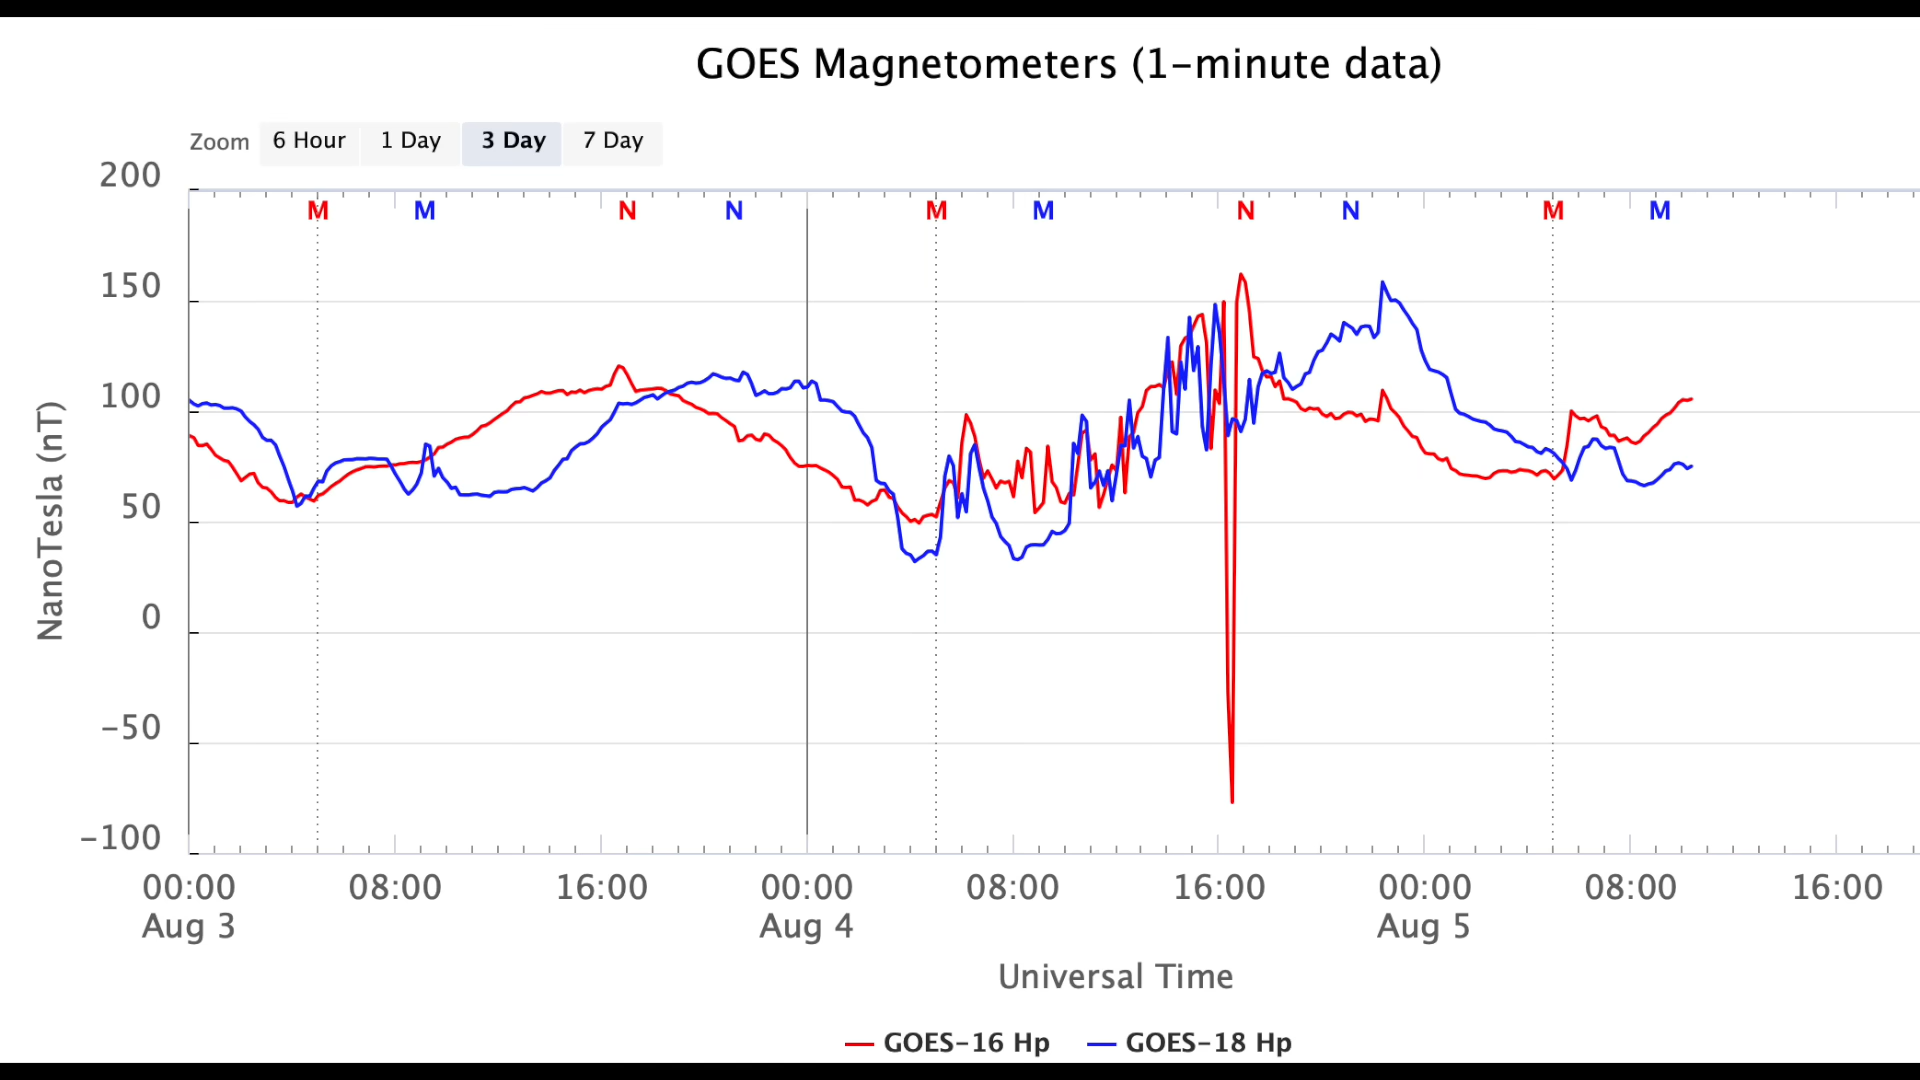 GOES Magnetometers (1-minute data)
Zoom 6 Hour 1 Day 3 Day 7 Day
200
M M N N M M N N M M
150
100
50
0
-50
-100
NanoTesla (nT)
00:00 08:00 16:00 00:00 08:00 16:00 00:00 08:00 16:00
Aug 3 Aug 4 Aug 5
Universal Time
GOES-16 Hp GOES-18 Hp